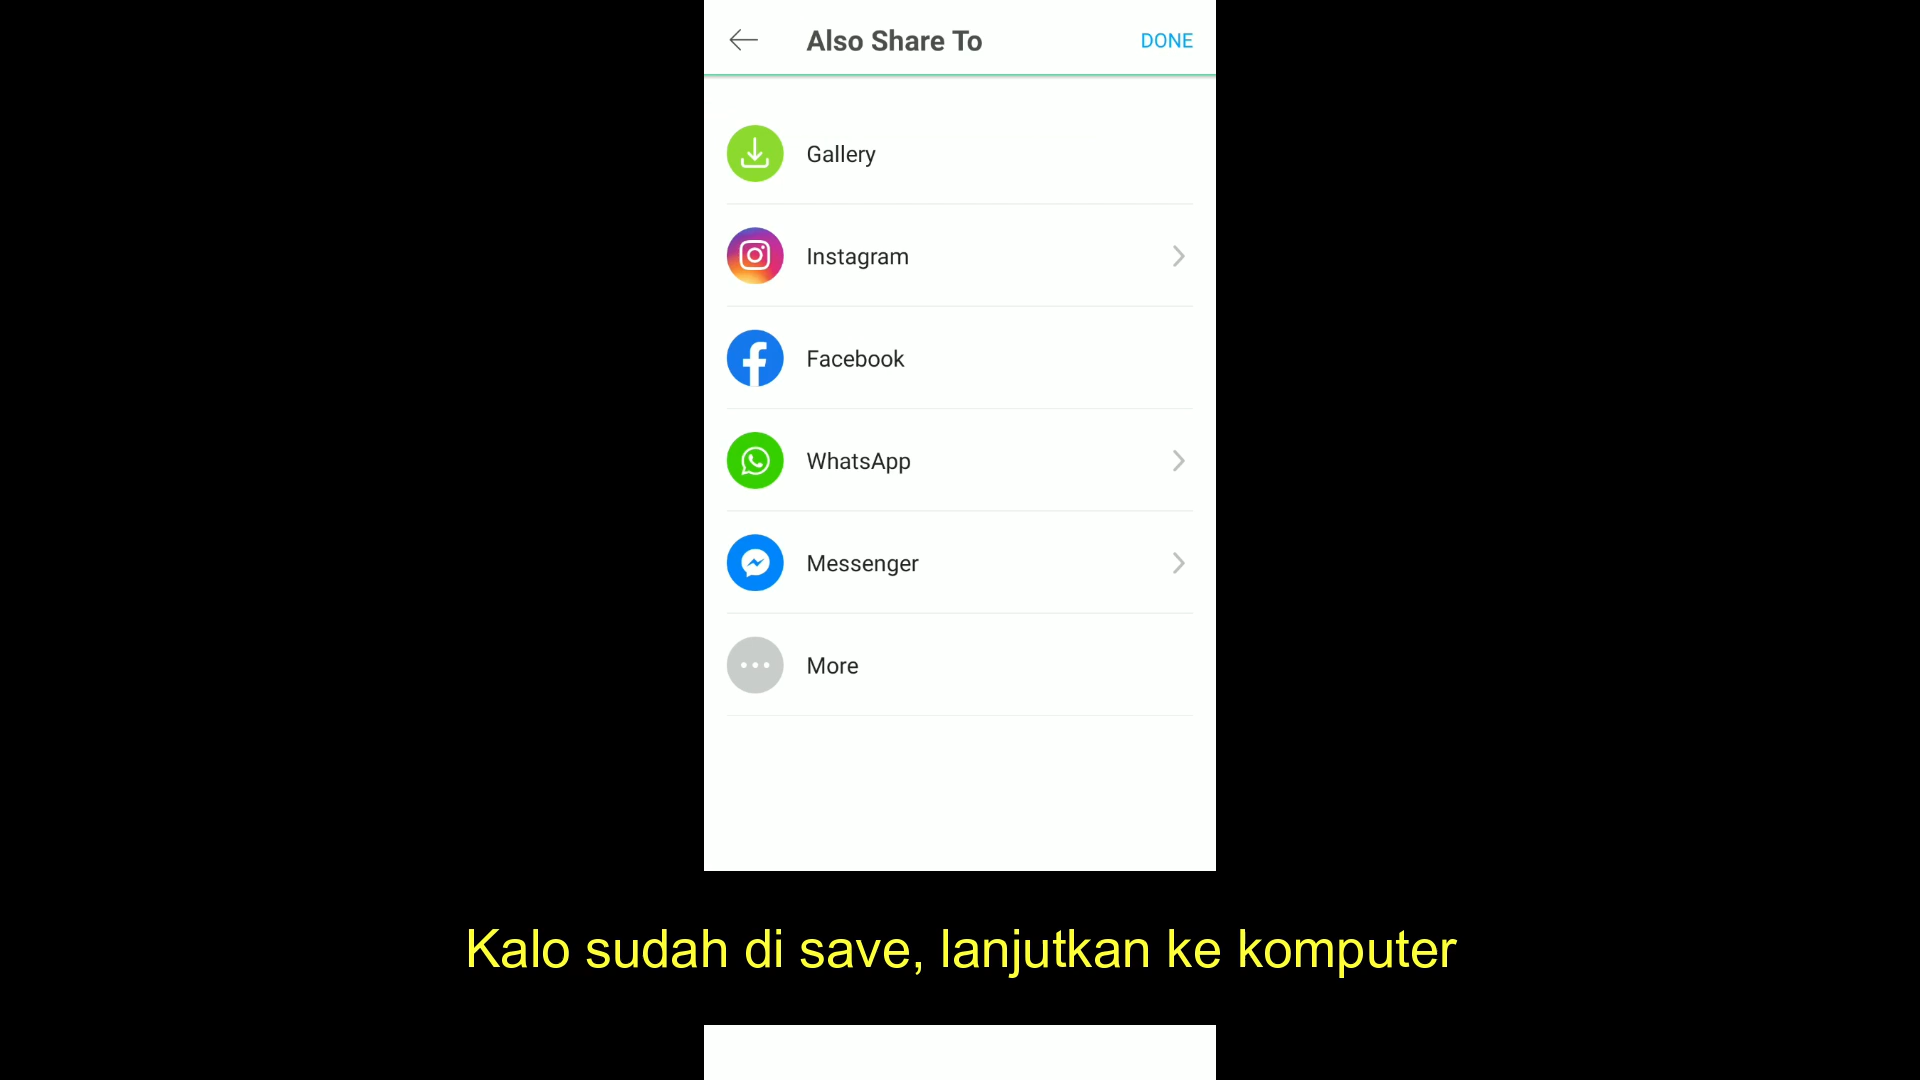 Also Share To
DONE
Gallery
Instagram
Facebook
WhatsApp
Messenger
More
Kalo sudah di save, lanjutkan ke komputer